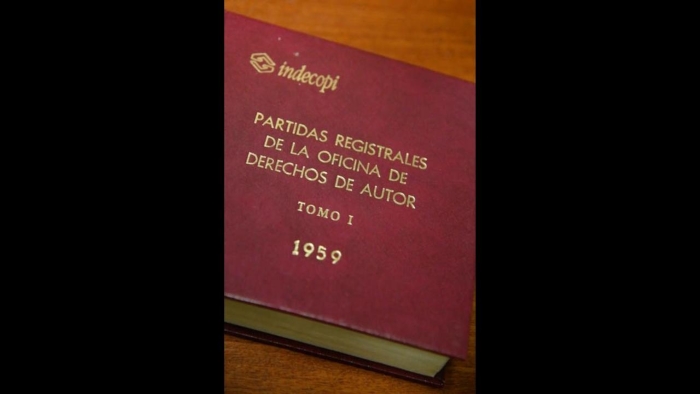 indecopi
PARTIDAS REGISTRALES
DE LA OFICINA DE
DERECHOS DE AUTOR
TOMO I
1959